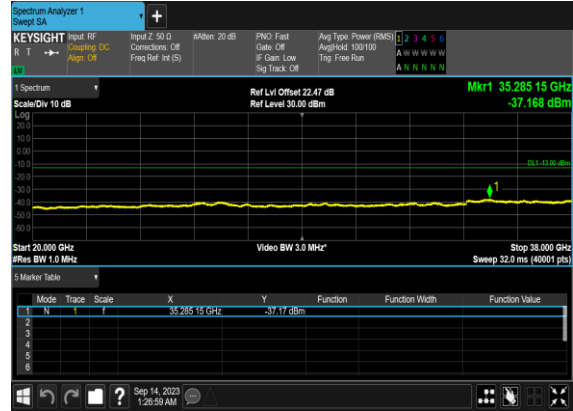 Spectrum Analyzer 1
Swept SA
+
KEYSIGHT Input: RF Input Z: 50 Ω #Atten: 20 dB PNO: Fast Avg Type: Power (RMS) 1 2 3 4 5 6
R T Coupling: DC Corrections: Off Gate: Off Avg|Hold: 100/100 A W W W W W
Align: Off Freq Ref: Int (S) IF Gain: Low Trig: Free Run
LM Sig Track: Off A N N N N N
1 Spectrum Ref Lvl Offset 22.47 dB Mkr1 35.285 15 GHz
Scale/Div 10 dB Ref Level 30.00 dBm -37.168 dBm
Log
20.0
10.0
0.00
-10.0 DL1 -13.00 dBm
-20.0
-30.0 1
-40.0
-50.0
-60.0
Start 20.000 GHz Video BW 3.0 MHz* Stop 38.000 GHz
#Res BW 1.0 MHz Sweep 32.0 ms (40001 pts)
5 Marker Table
Mode Trace Scale X Y Function Function Width Function Value
1 N 1 f 35.285 15 GHz -37.17 dBm
2
3
4
5
6
? Sep 14, 2023
1:26:59 AM